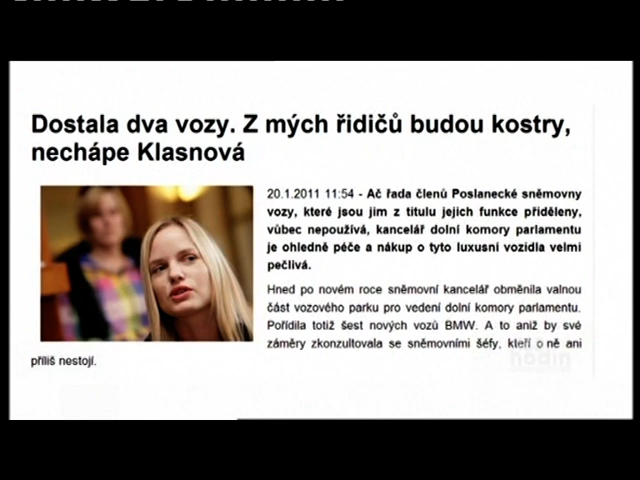 Dostala dva vozy. Z mých řidičů budou kostry,
nechápe Klasnová
20.1.2011 11:54 - Ač řada členů Poslanecké sněmovny
vozy, které jsou jim z titulu jejich funkce přiděleny,
vůbec nepoužívá, kancelář dolní komory parlamentu
je ohledně péče a nákup o tyto luxusní vozidla velmi
pečlivá.
Hned po novém roce sněmovní kancelář obměnila valnou
část vozového parku pro vedení dolní komory parlamentu.
Pořídila totiž šest nových vozů BMW. A to aniž by své
záměry zkonzultovala se sněmovními šéfy, kteří o ně ani
příliš nestojí.
hodin